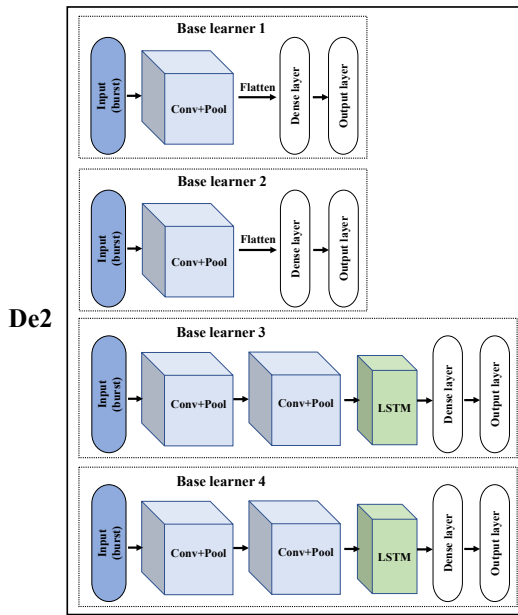 De2
Base learner 1
Input
(burst)
Conv+Pool
Flatten
Dense layer
Output layer
Base learner 2
Input
(burst)
Conv+Pool
Flatten
Dense layer
Output layer
Base learner 3
Input
(burst)
Conv+Pool
Conv+Pool
LSTM
Dense layer
Output layer
Base learner 4
Input
(burst)
Conv+Pool
Conv+Pool
LSTM
Dense layer
Output layer